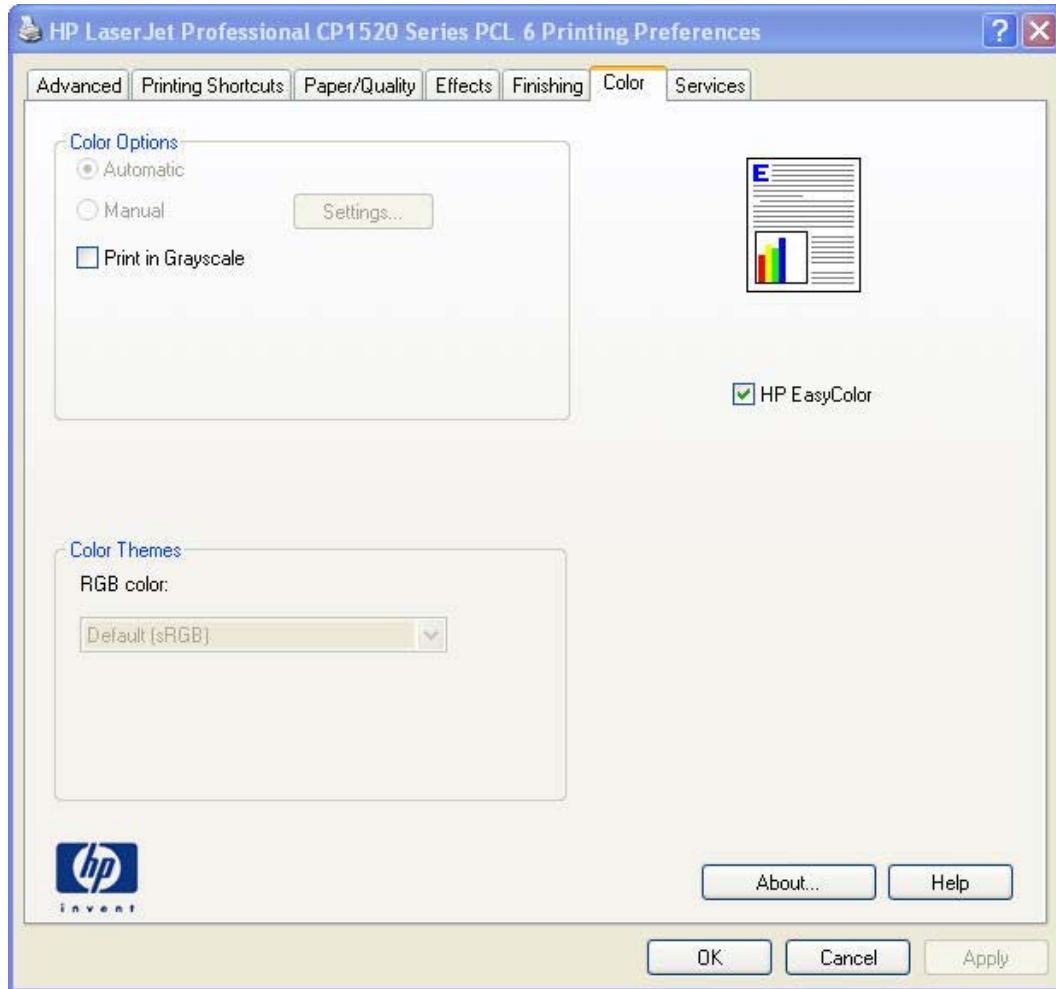 HP LaserJet Professional CP1520 Series PCL 6 Printing Preferences
?
Advanced Printing Shortcuts Paper/Quality Effects Finishing Color Services
Color Options
Automatic
Manual Settings...
Print in Grayscale
E
HP EasyColor
Color Themes
RGB color:
Default (sRGB)
hp
invent
About... Help
OK Cancel Apply